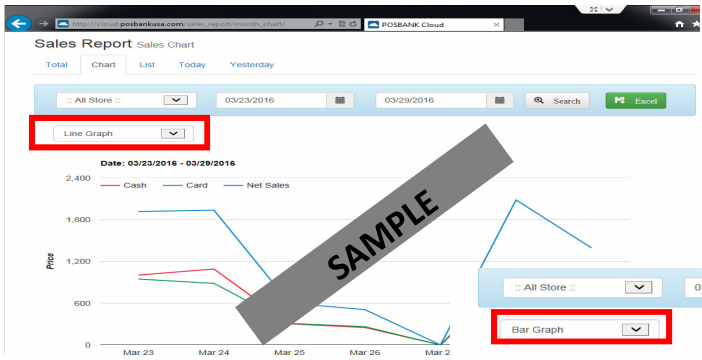 http://cloud.posbankusa.com/sales_report/month_chart/
POSBANK Cloud
Sales Report Sales Chart
Total Chart List Today Yesterday
:: All Store :: 03/23/2016 03/29/2016 Search Excel
Line Graph
Date: 03/23/2016 - 03/29/2016
Cash Card Net Sales
2,400
1,800
1,200
600
0
Price
Mar 23 Mar 24 Mar 25 Mar 26 Mar 2
SAMPLE
:: All Store :: 0
Bar Graph